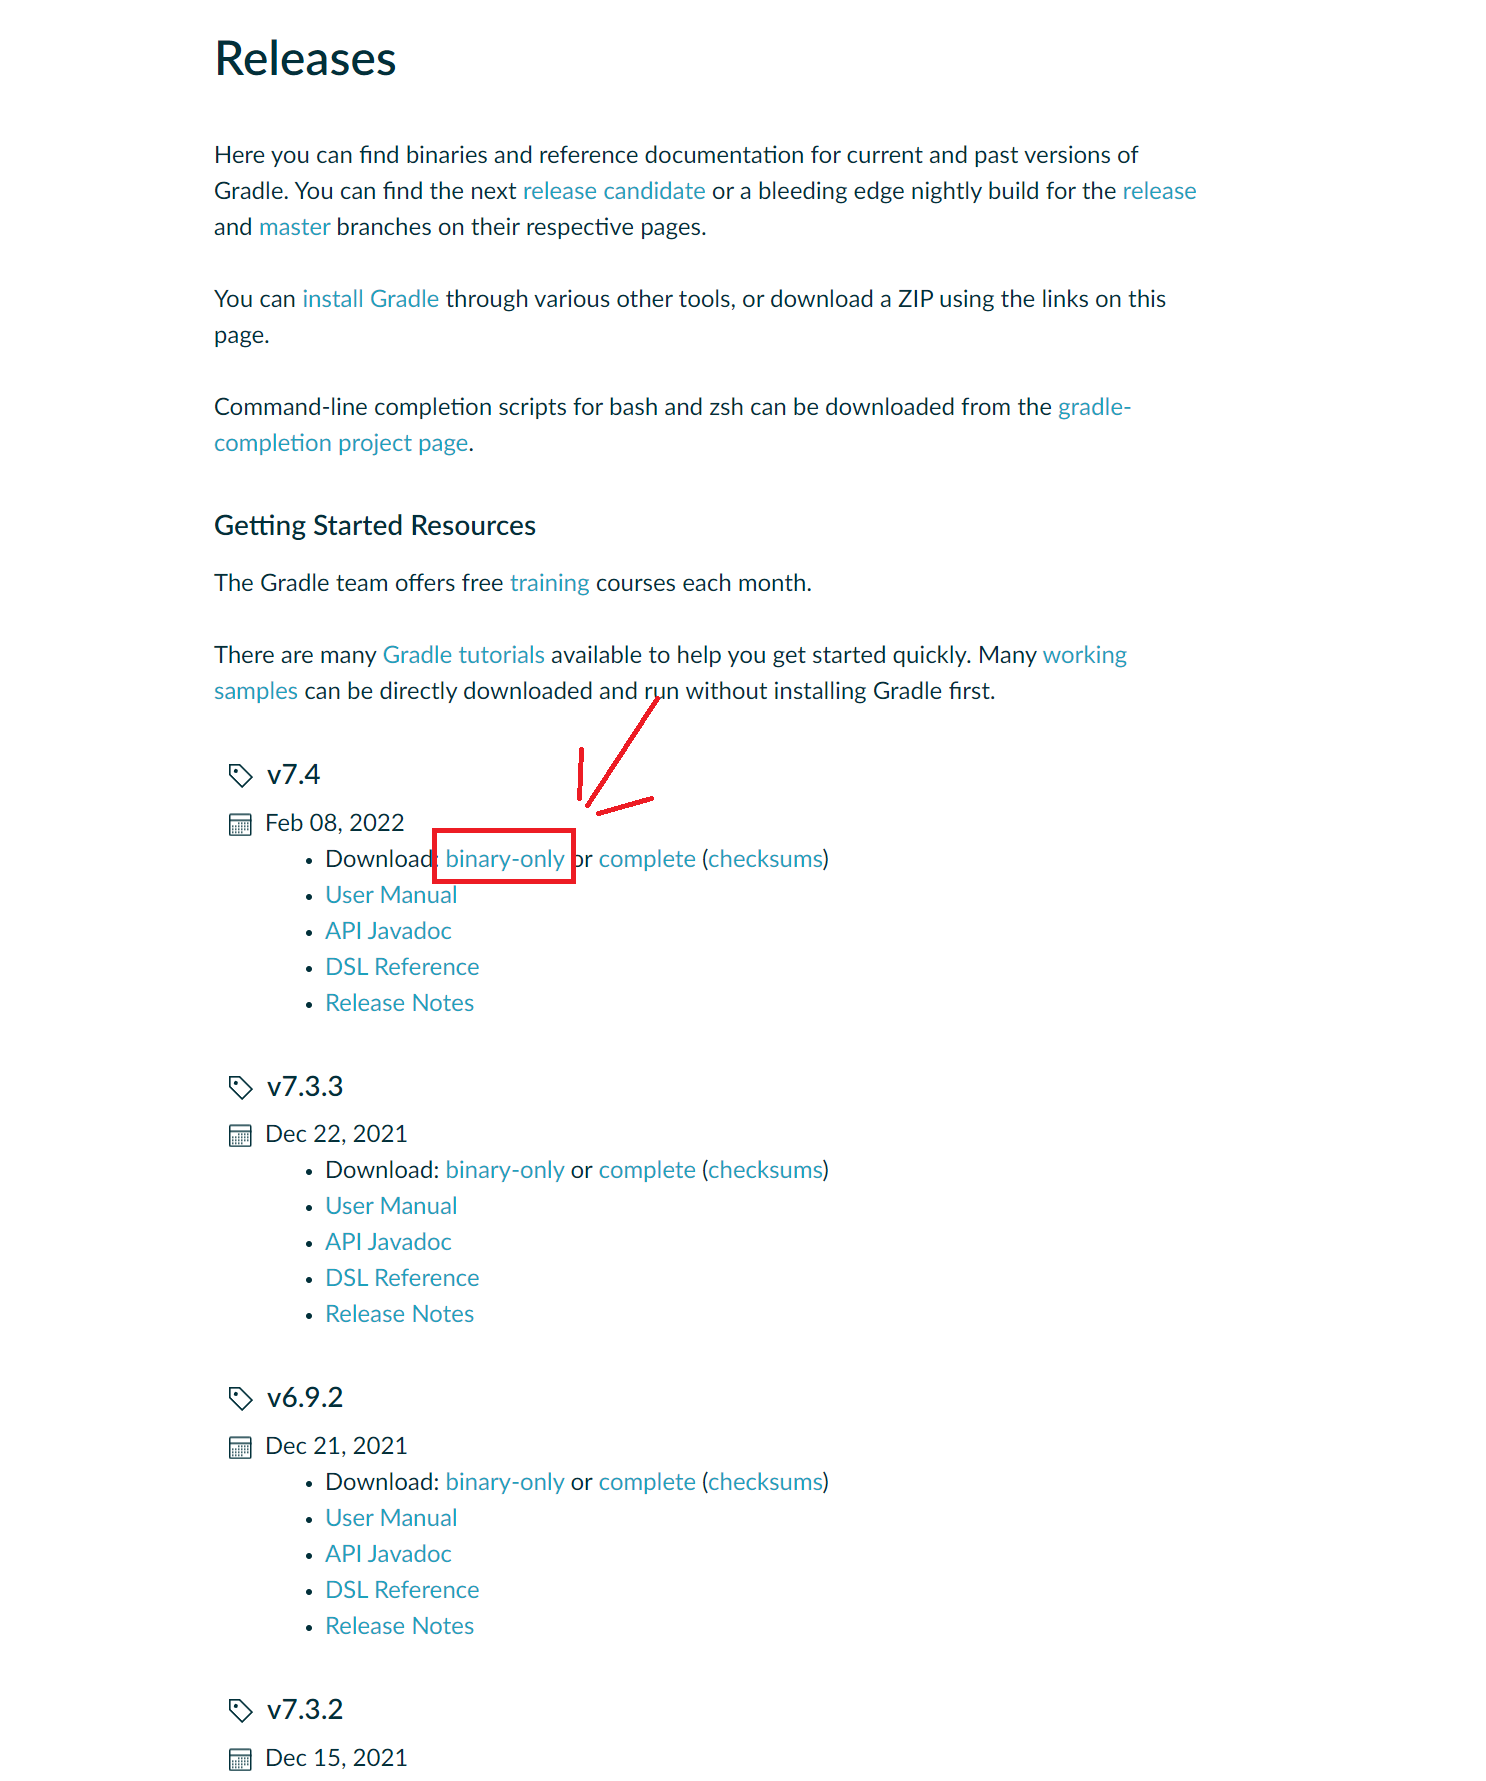 Releases
Here you can find binaries and reference documentation for current and past versions of
Gradle. You can find the next release candidate or a bleeding edge nightly build for the release
and master branches on their respective pages.
You can install Gradle through various other tools, or download a ZIP using the links on this
page.
Command-line completion scripts for bash and zsh can be downloaded from the gradle-
completion project page.
Getting Started Resources
The Gradle team offers free training courses each month.
There are many Gradle tutorials available to help you get started quickly. Many working
samples can be directly downloaded and run without installing Gradle first.
v7.4
Feb 08, 2022
• Download: binary-only or complete (checksums)
• User Manual
• API Javadoc
• DSL Reference
• Release Notes
v7.3.3
Dec 22, 2021
• Download: binary-only or complete (checksums)
• User Manual
• API Javadoc
• DSL Reference
• Release Notes
v6.9.2
Dec 21, 2021
• Download: binary-only or complete (checksums)
• User Manual
• API Javadoc
• DSL Reference
• Release Notes
v7.3.2
Dec 15, 2021